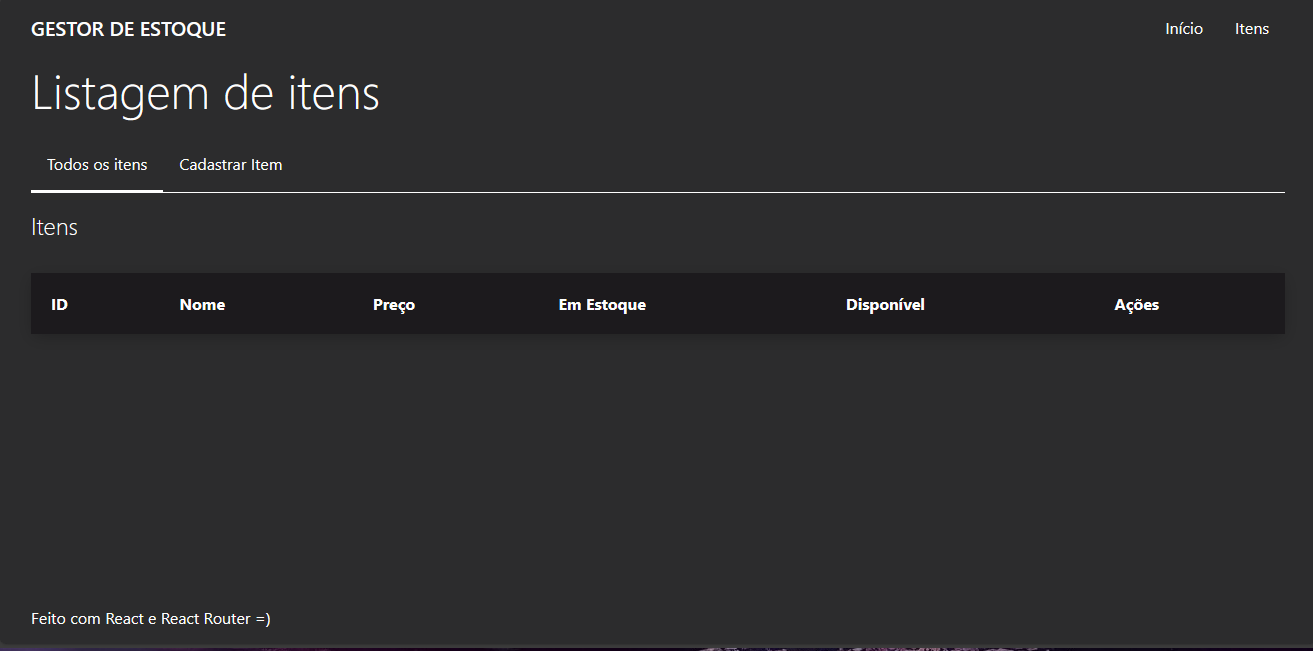 GESTOR DE ESTOQUE Início Itens
Listagem de itens
Todos os itens Cadastrar Item
Itens
ID Nome Preço Em Estoque Disponível Ações
Feito com React e React Router =)